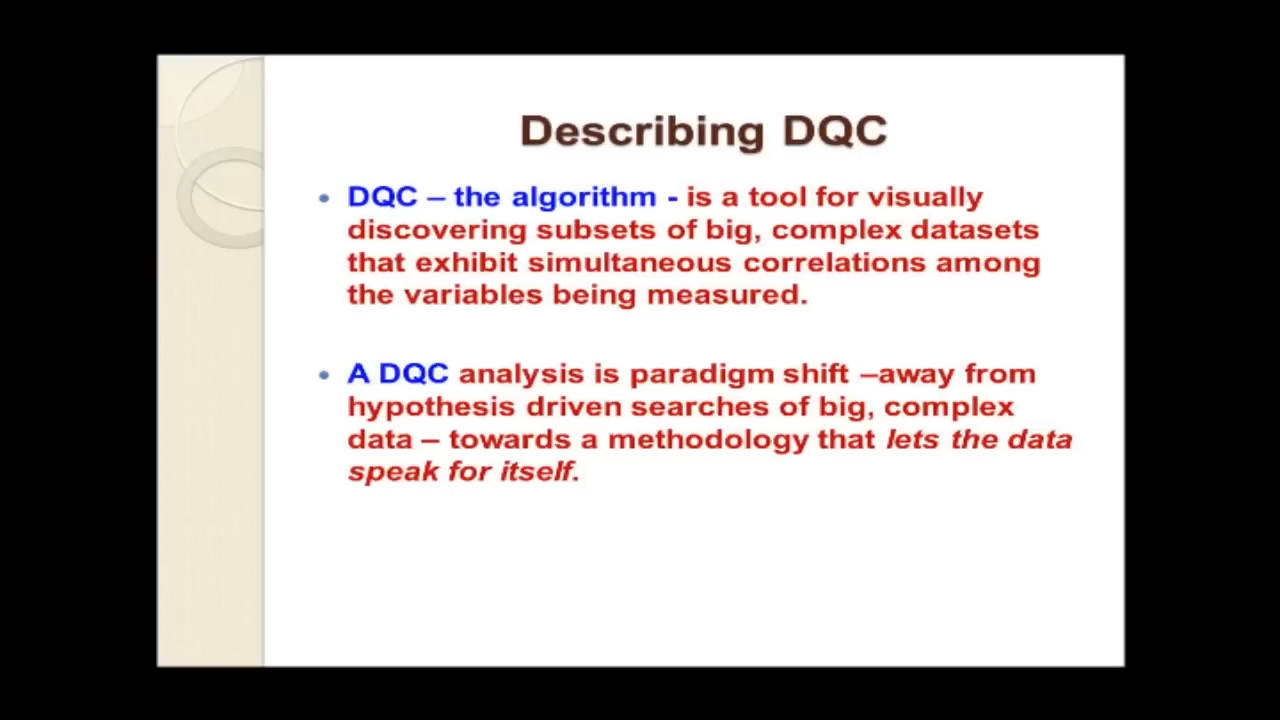 Describing DQC
• DQC – the algorithm - is a tool for visually
discovering subsets of big, complex datasets
that exhibit simultaneous correlations among
the variables being measured.
• A DQC analysis is paradigm shift –away from
hypothesis driven searches of big, complex
data – towards a methodology that lets the data
speak for itself.